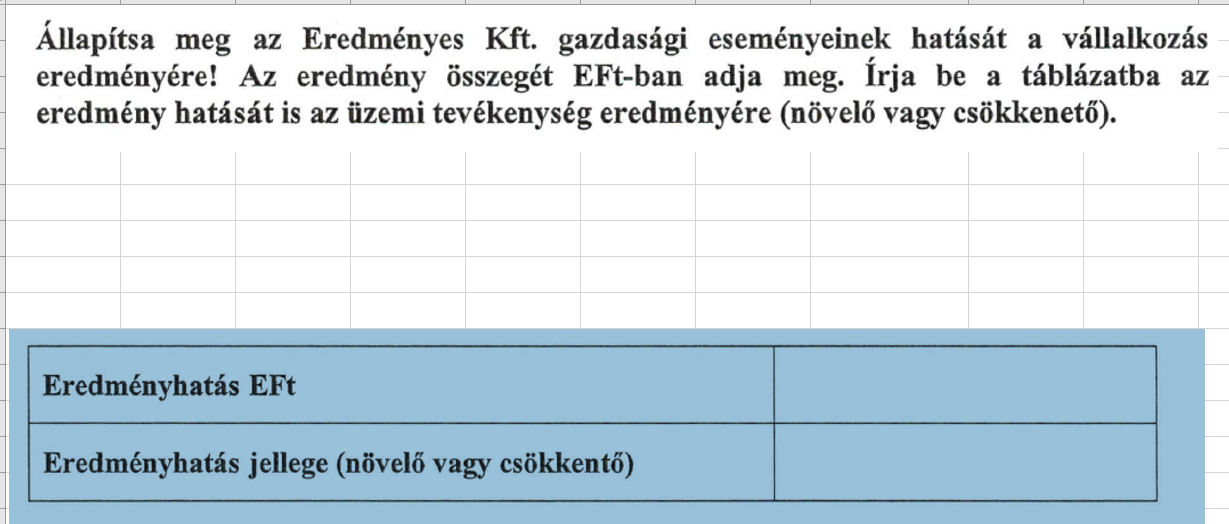 Állapítsa meg az Eredményes Kft. gazdasági eseményeinek hatását a vállalkozás
eredményére! Az eredmény összegét EFt-ban adja meg. Írja be a táblázatba az
eredmény hatását is az üzemi tevékenység eredményére (növelő vagy csökkenető).
Eredményhatás EFt
Eredményhatás jellege (növelő vagy csökkentő)